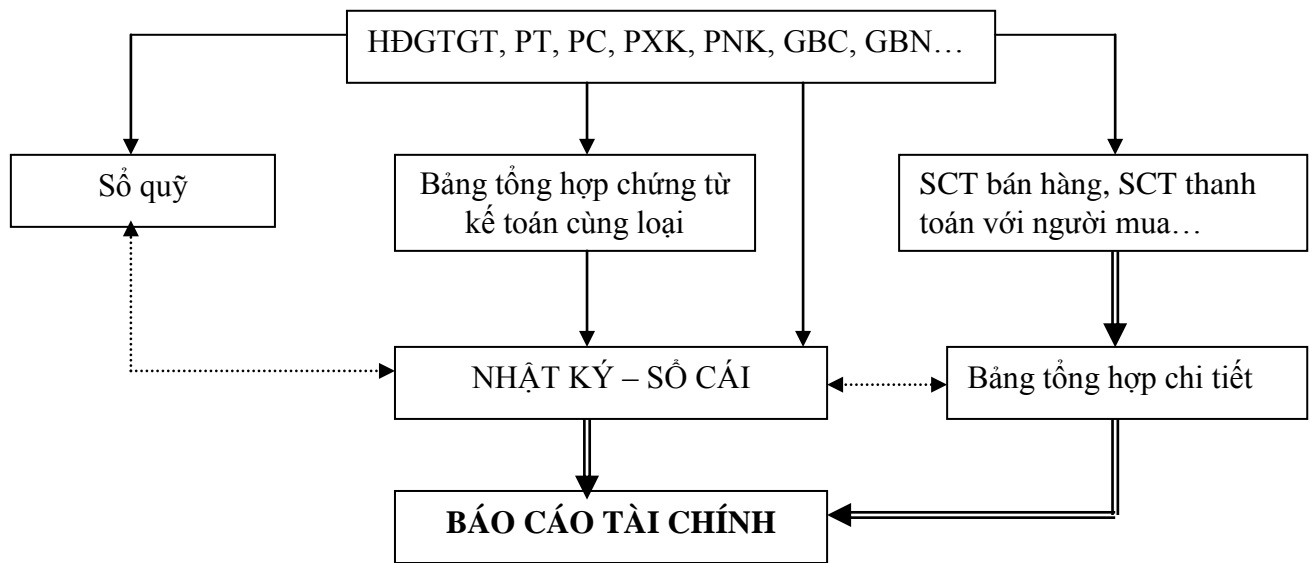 HĐGTGT, PT, PC, PXK, PNK, GBC, GBN…
Sổ quỹ
Bảng tổng hợp chứng từ
kế toán cùng loại
SCT bán hàng, SCT thanh
toán với người mua…
NHẬT KÝ – SỔ CÁI
Bảng tổng hợp chi tiết
BÁO CÁO TÀI CHÍNH